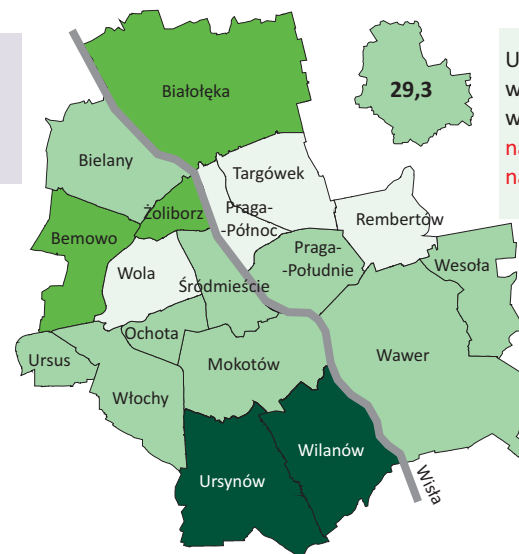 Białołęka
29,3
U
w
w
na
na
Bielany
Targówek
Żoliborz
Praga-
-Północ
Rembertów
Bemowo
Praga-
-Południe
Wesoła
Wola
Śródmieście
Ochota
Ursus
Mokotów
Wawer
Włochy
Wilanów
Ursynów
Wisła